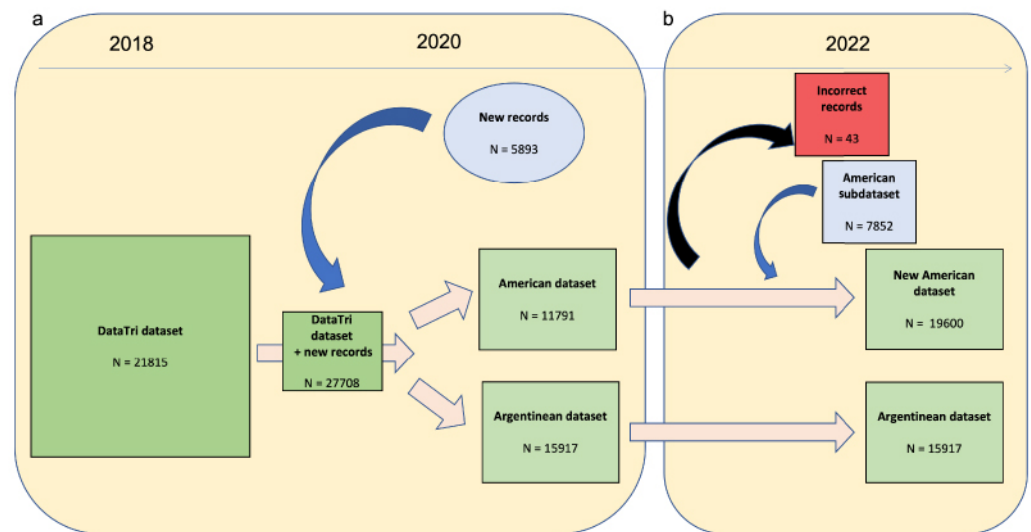 a
2018
2020
New records
N = 5893
DataTri dataset
N = 21815
DataTri
dataset
+ new records
N = 27708
American dataset
N = 11791
Argentinean dataset
N = 15917
b
2022
Incorrect
records
N = 43
American
subdataset
N = 7852
New American
dataset
N = 19600
Argentinean dataset
N = 15917